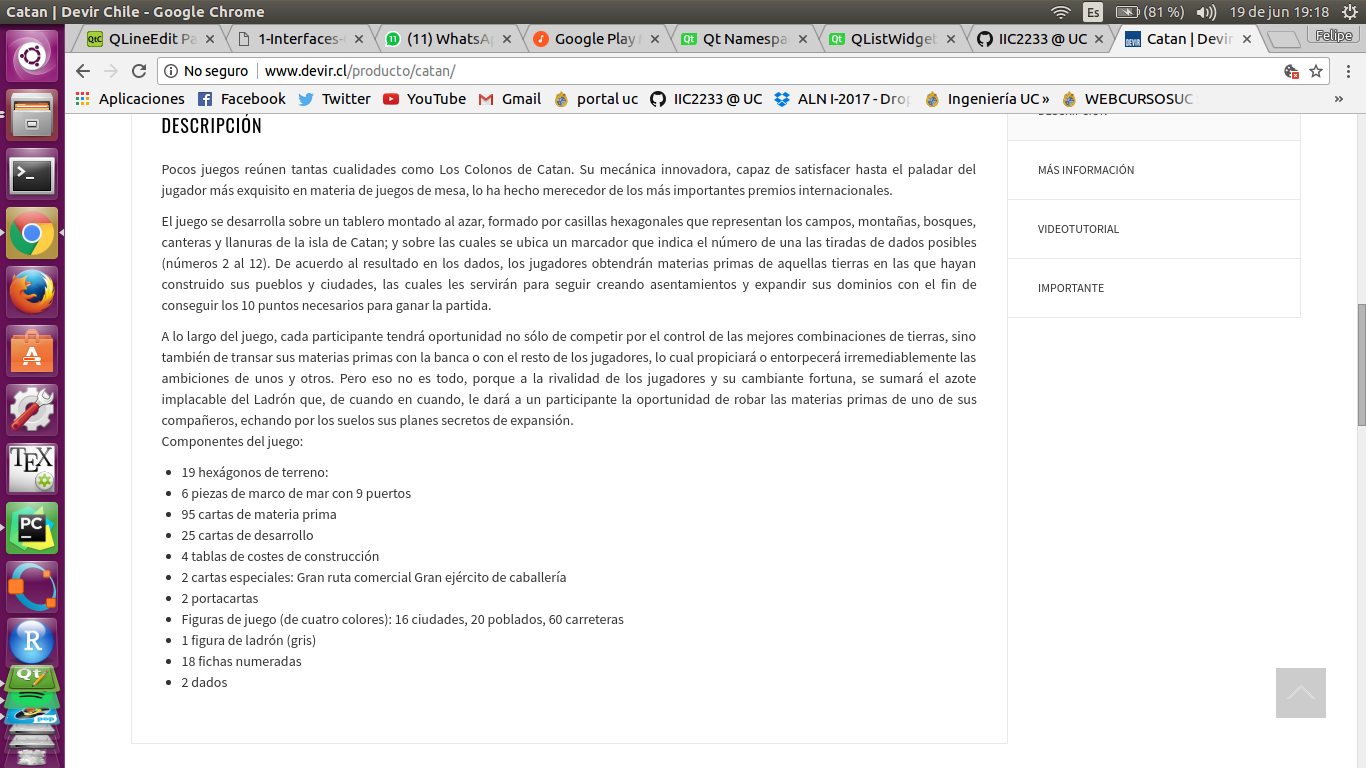 Catan | Devir Chile - Google Chrome
Es
(81 %)
19 de jun 19:18
QLineEdit Pa
1-Interfaces-
(11) WhatsA
Google Play
Qt Namespa
QListWidget
IIC2233 @ UC
Catan | Devir
Felipe
No seguro
www.devir.cl/producto/catan/
Aplicaciones
Facebook
Twitter
YouTube
Gmail
portal uc
IIC2233 @ UC
ALN I-2017 - Drop
Ingeniería UC »
WEBCURSOSUC
»
DESCRIPCIÓN
Pocos juegos reúnen tantas cualidades como Los Colonos de Catan. Su mecánica innovadora, capaz de satisfacer hasta el paladar del
jugador más exquisito en materia de juegos de mesa, lo ha hecho merecedor de los más importantes premios internacionales.
El juego se desarrolla sobre un tablero montado al azar, formado por casillas hexagonales que representan los campos, montañas, bosques,
canteras y llanuras de la isla de Catan; y sobre las cuales se ubica un marcador que indica el número de una las tiradas de dados posibles
(números 2 al 12). De acuerdo al resultado en los dados, los jugadores obtendrán materias primas de aquellas tierras en las que hayan
construido sus pueblos y ciudades, las cuales les servirán para seguir creando asentamientos y expandir sus dominios con el fin de
conseguir los 10 puntos necesarios para ganar la partida.
A lo largo del juego, cada participante tendrá oportunidad no sólo de competir por el control de las mejores combinaciones de tierras, sino
también de transar sus materias primas con la banca o con el resto de los jugadores, lo cual propiciará o entorpecerá irremediablemente las
ambiciones de unos y otros. Pero eso no es todo, porque a la rivalidad de los jugadores y su cambiante fortuna, se sumará el azote
implacable del Ladrón que, de cuando en cuando, le dará a un participante la oportunidad de robar las materias primas de uno de sus
compañeros, echando por los suelos sus planes secretos de expansión.
Componentes del juego:
19 hexágonos de terreno:
6 piezas de marco de mar con 9 puertos
95 cartas de materia prima
25 cartas de desarrollo
4 tablas de costes de construcción
2 cartas especiales: Gran ruta comercial Gran ejército de caballería
2 portacartas
Figuras de juego (de cuatro colores): 16 ciudades, 20 poblados, 60 carreteras
1 figura de ladrón (gris)
18 fichas numeradas
2 dados
DESCRIPCIÓN
MÁS INFORMACIÓN
VIDEOTUTORIAL
IMPORTANTE
TEX
PC
R
Qt
pop